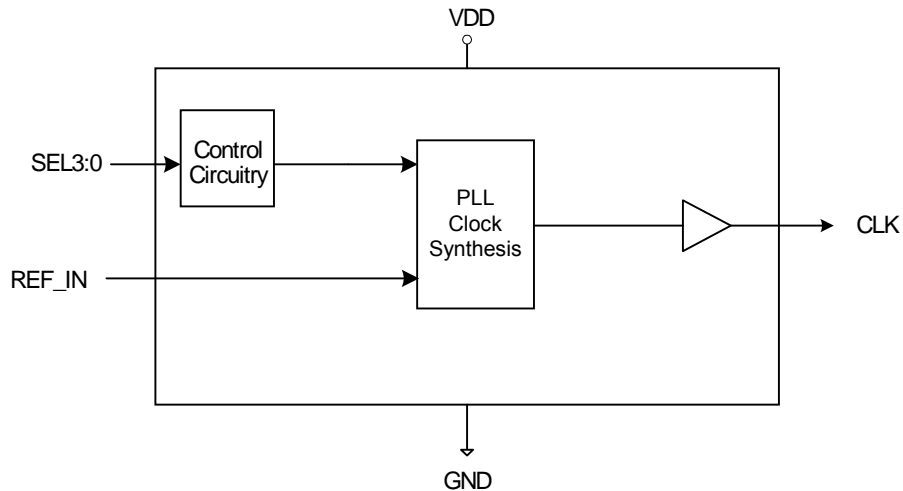 VDD
SEL3:0
Control
Circuitry
PLL
Clock
Synthesis
CLK
REF_IN
GND